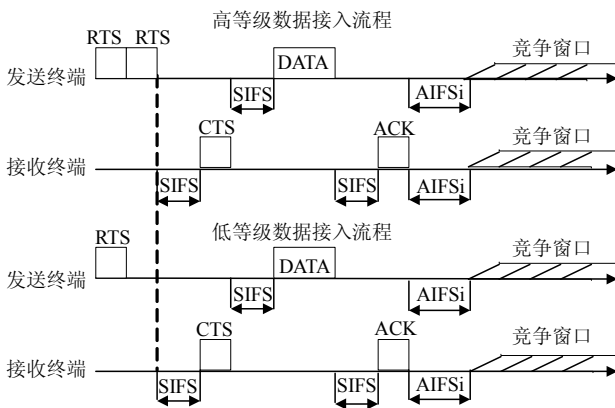 高等级数据接入流程
RTS RTS
DATA
竞争窗口
发送终端
SIFS
AIFSi
CTS
ACK
竞争窗口
接收终端
SIFS
SIFS
AIFSi
低等级数据接入流程
RTS
DATA
竞争窗口
发送终端
SIFS
AIFSi
CTS
ACK
竞争窗口
接收终端
SIFS
SIFS
AIFSi